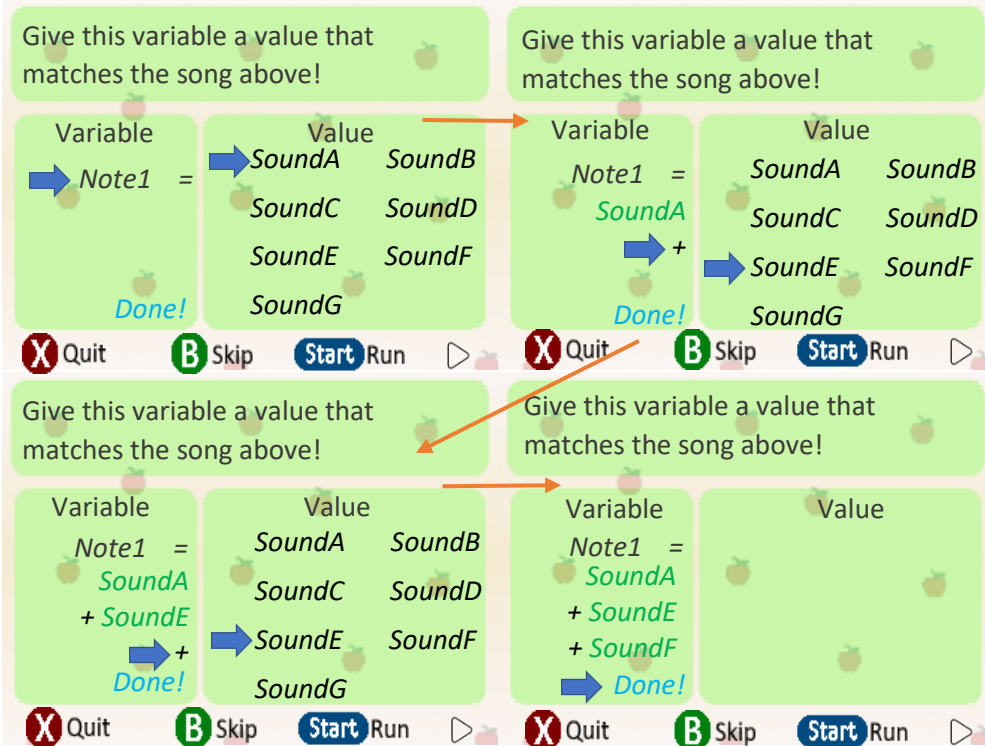 Give this variable a value that
matches the song above!
Variable
Value
Note1 =
SoundA SoundB
SoundC SoundD
SoundE SoundF
SoundG
Done!
X Quit B Skip Start Run
Give this variable a value that
matches the song above!
Variable
Value
Note1 =
SoundA
+
Done!
SoundA SoundB
SoundC SoundD
SoundE SoundF
SoundG
X Quit B Skip Start Run
Give this variable a value that
matches the song above!
Variable
Value
Note1 =
SoundA
+ SoundE
+
Done!
SoundA SoundB
SoundC SoundD
SoundE SoundF
SoundG
X Quit B Skip Start Run
Give this variable a value that
matches the song above!
Variable
Value
Note1 =
SoundA
+ SoundE
+ SoundF
Done!
X Quit B Skip Start Run